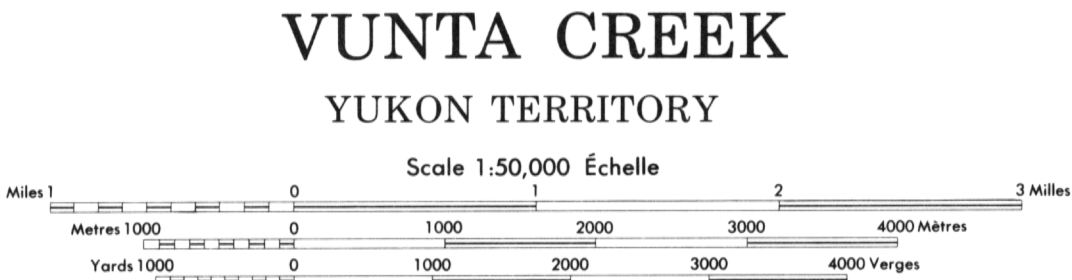 VUNTA CREEK
YUKON TERRITORY
Scale 1:50,000 Échelle
Miles 1 0 1 2 3 Milles
Metres 1000 0 1000 2000 3000 4000 Mètres
Yards 1000 0 1000 2000 3000 4000 Verges